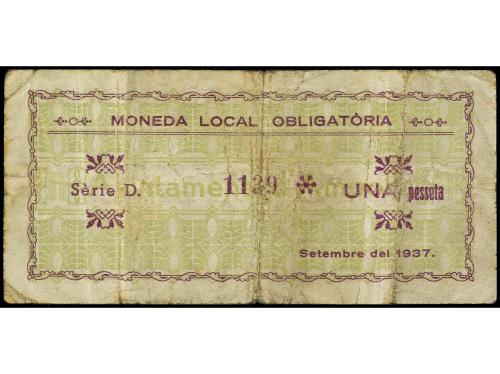 MONEDA LOCAL OBLIGATÒRIA
Sèrie D. 1139 * UNA pesseta
Setembre del 1937.